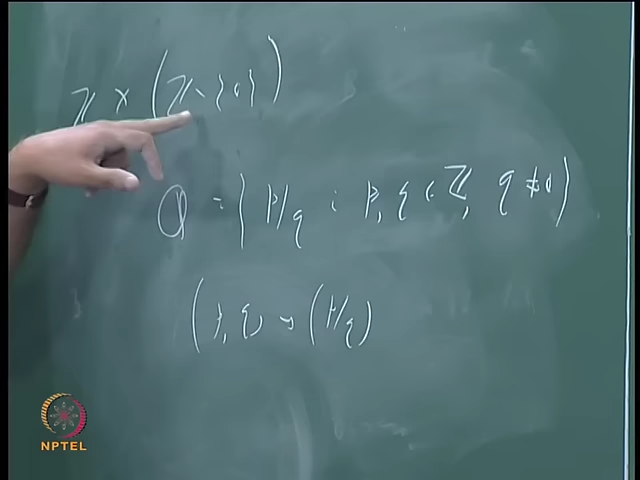 ℤ × (ℤ \ {0})
ℚ = {p/q : p, q ∈ ℤ, q ≠ 0}
(p, q) → (p/q)
NPTEL